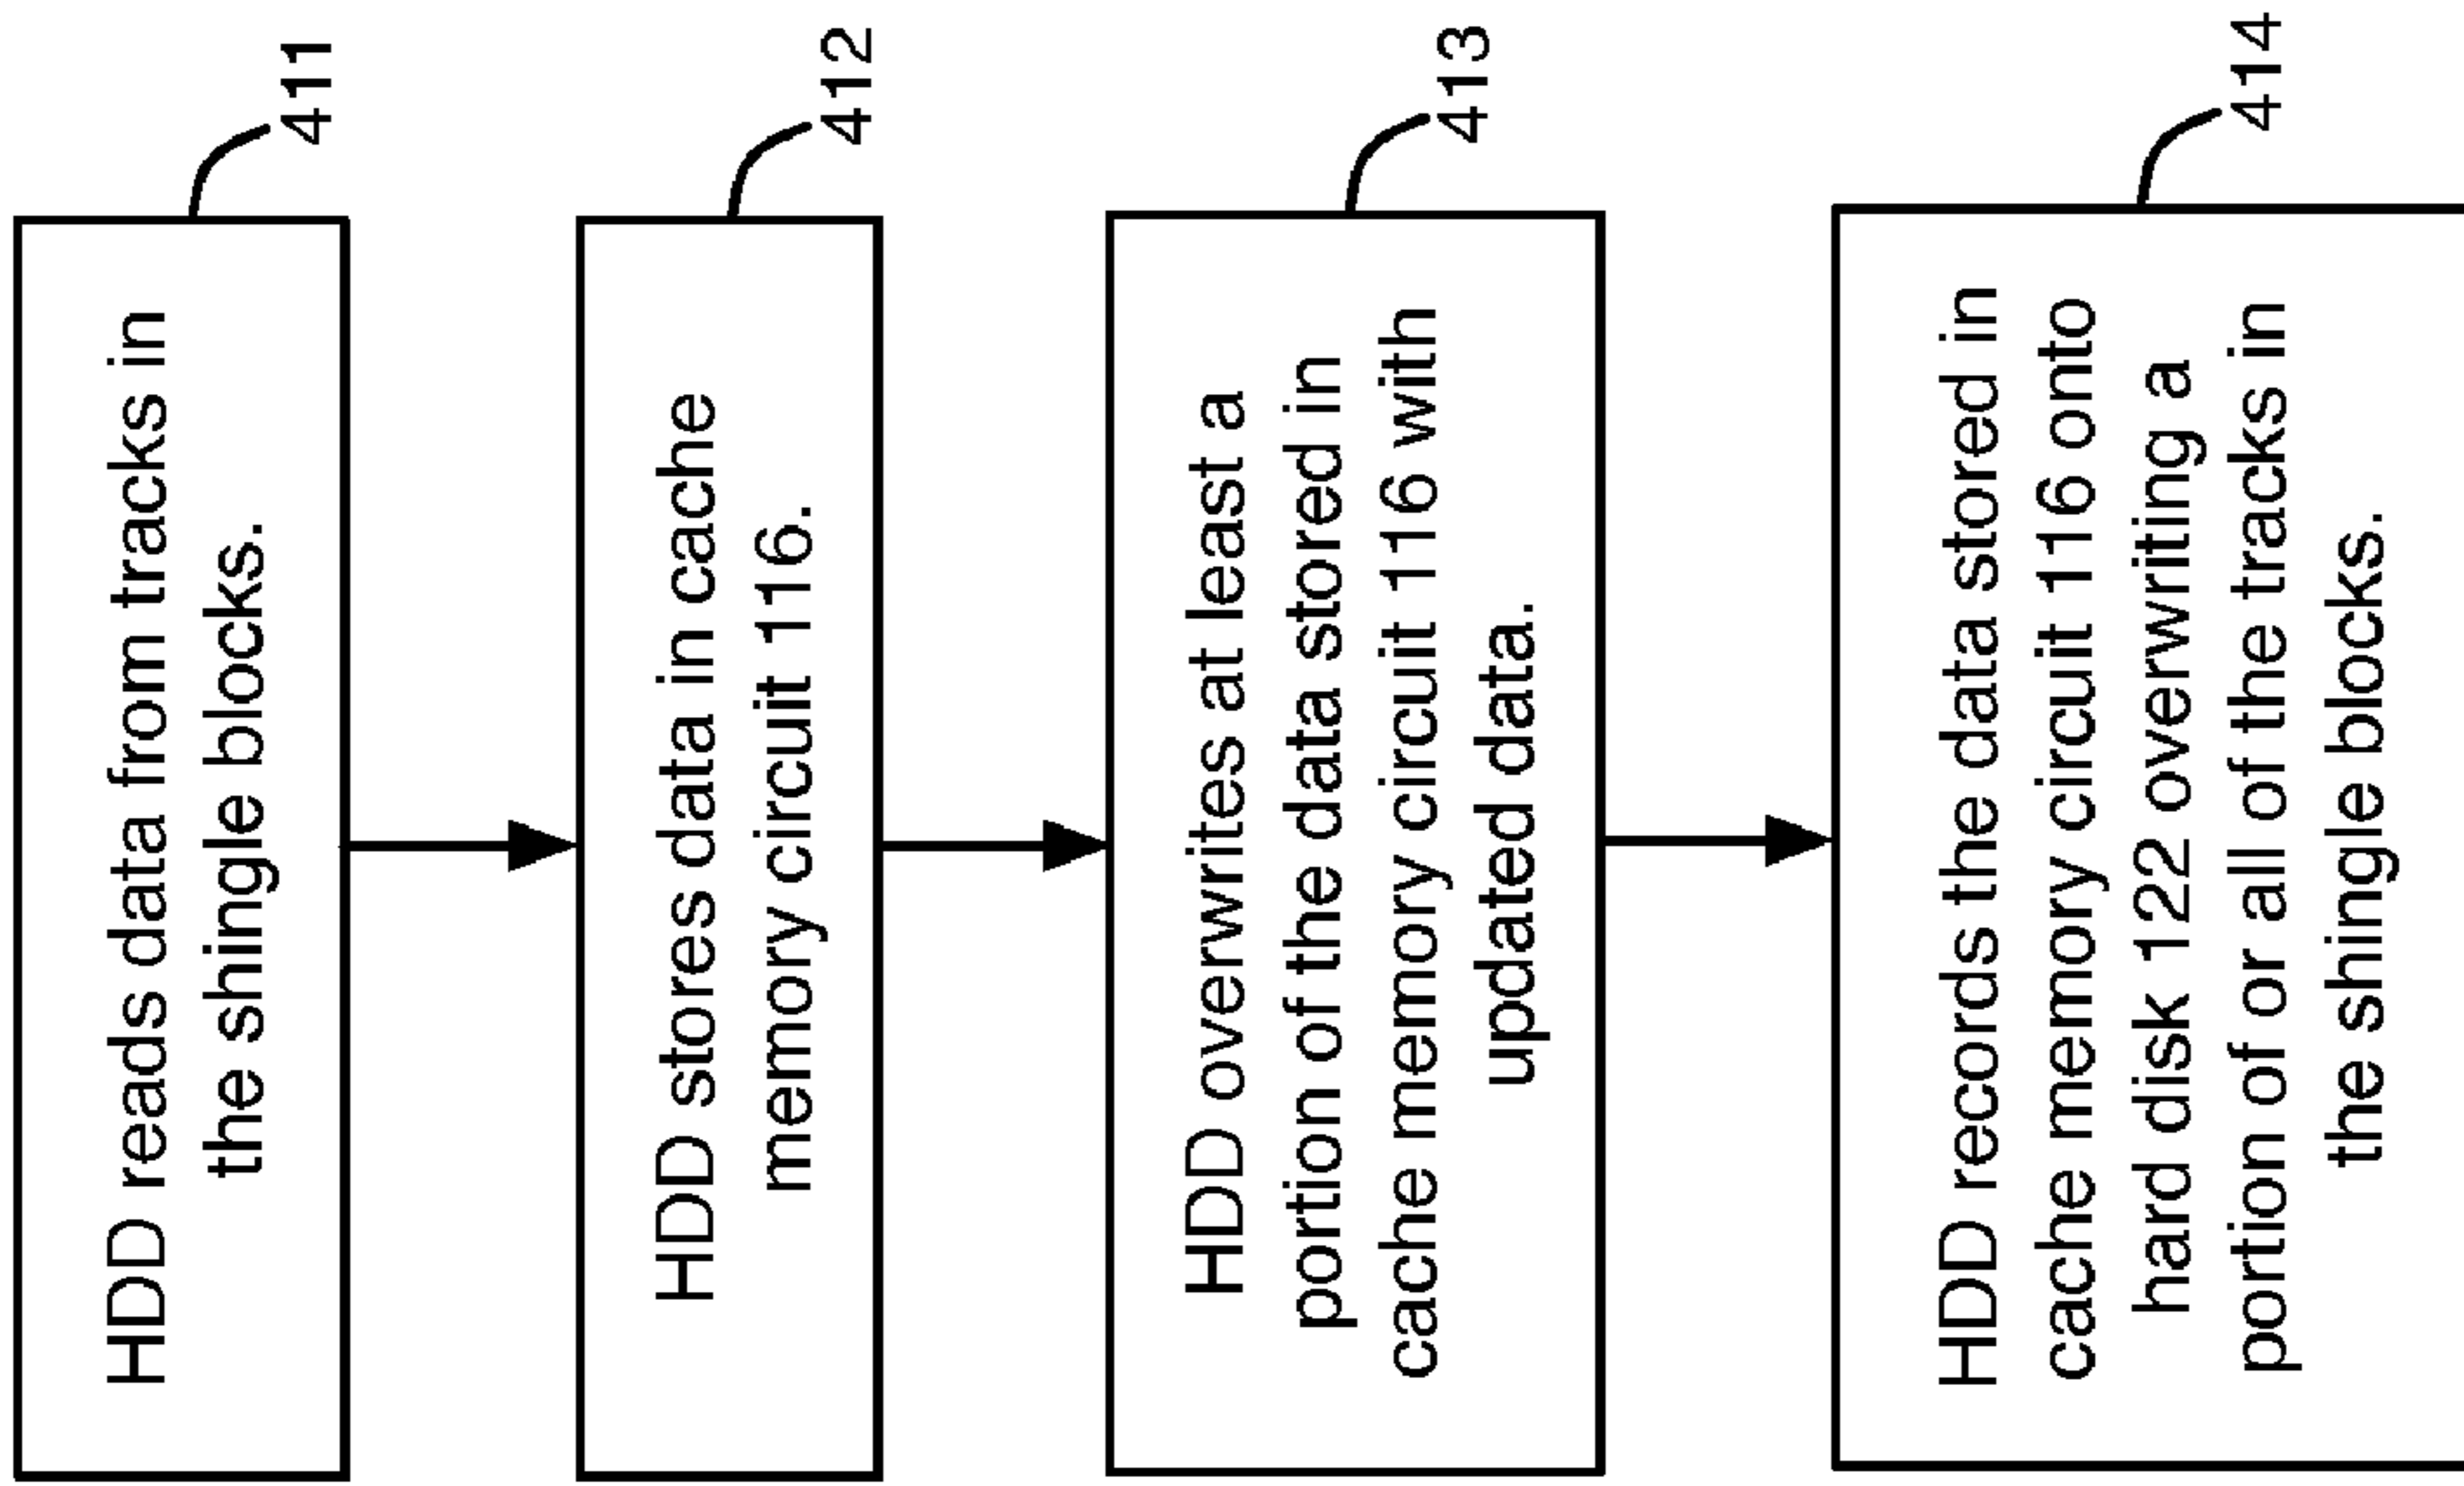 HDD reads data from tracks in
the shingle blocks.
411
HDD stores data in cache
memory circuit 116.
412
HDD overwrites at least a
portion of the data stored in
cache memory circuit 116 with
updated data.
413
HDD records the data stored in
cache memory circuit 116 onto
hard disk 122 overwriting a
portion of or all of the tracks in
the shingle blocks.
414